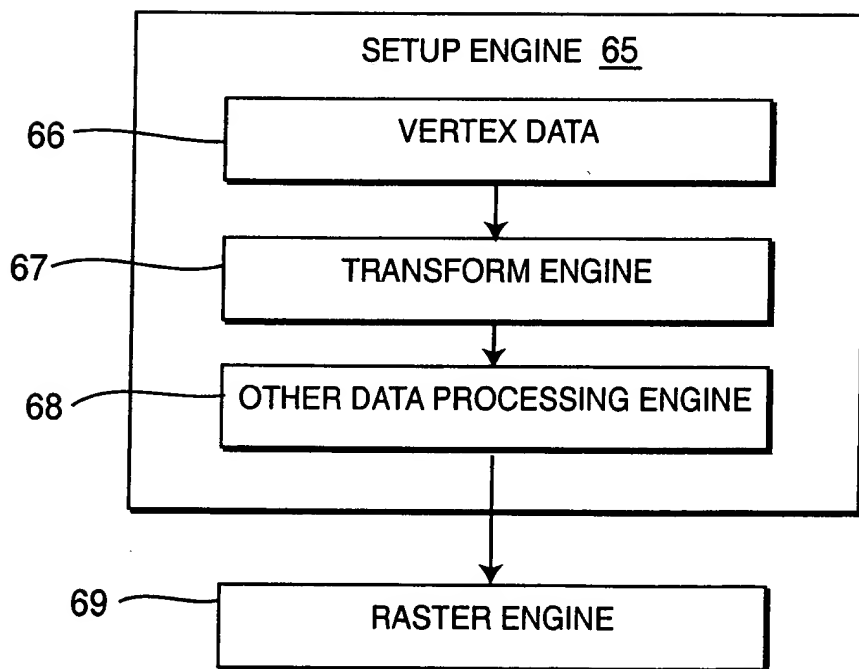 SETUP ENGINE 65
66
VERTEX DATA
67
TRANSFORM ENGINE
68
OTHER DATA PROCESSING ENGINE
69
RASTER ENGINE